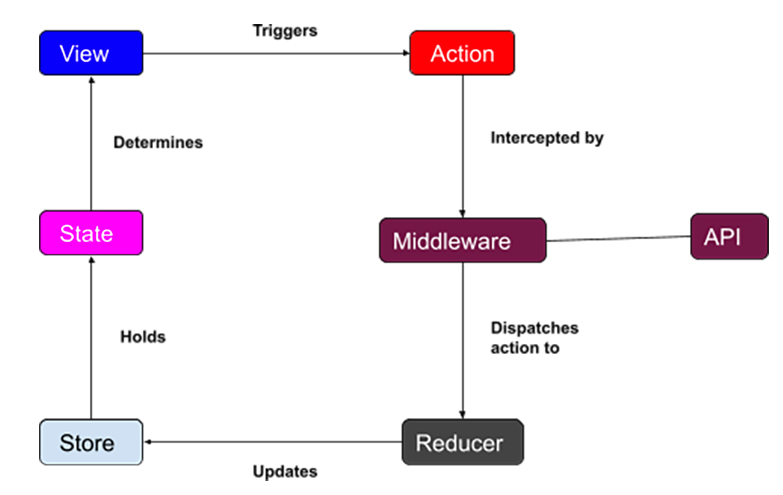 Triggers
View
Action
Determines
Intercepted by
State
Middleware
API
Holds
Dispatches
action to
Store
Reducer
Updates